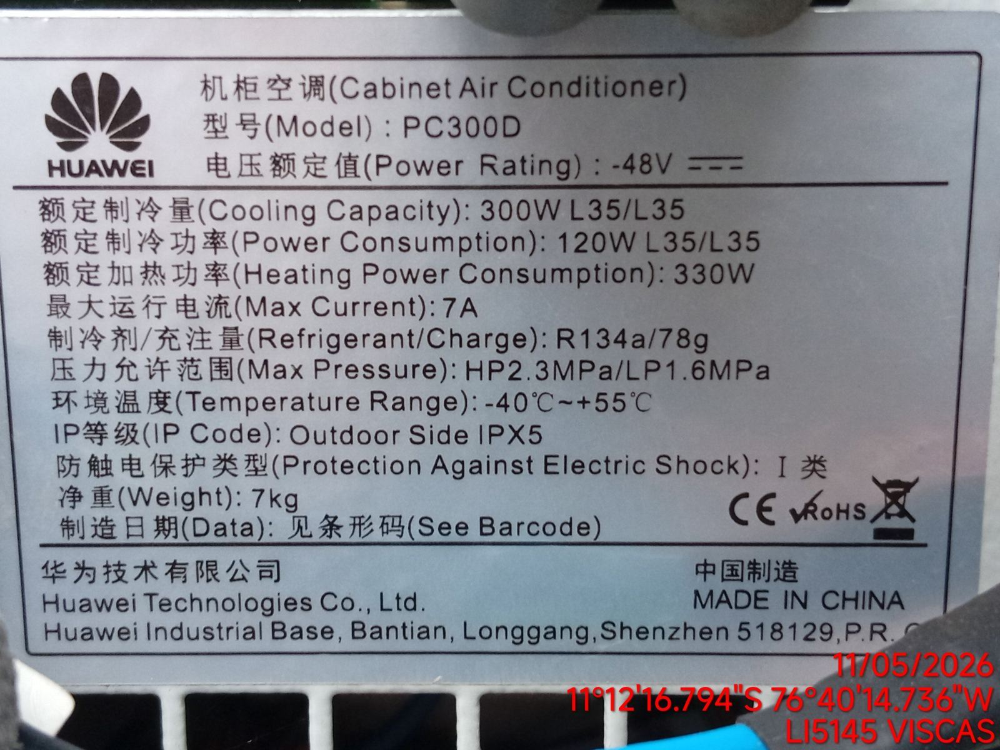 HUAWEI
机柜空调(Cabinet Air Conditioner)
型号(Model) : PC300D
电压额定值(Power Rating) : -48V
额定制冷量(Cooling Capacity): 300W L35/L35
额定制冷功率(Power Consumption): 120W L35/L35
额定加热功率(Heating Power Consumption): 330W
最大运行电流(Max Current): 7A
制冷剂/充注量(Refrigerant/Charge): R134a/78g
压力允许范围(Max Pressure): HP2.3MPa/LP1.6MPa
环境温度(Temperature Range): -40℃~+55℃
IP等级(IP Code): Outdoor Side IPX5
防触电保护类型(Protection Against Electric Shock): I 类
净重(Weight): 7kg
制造日期(Data): 见条形码(See Barcode)
CE RoHS
华为技术有限公司
Huawei Technologies Co., Ltd.
中国制造
MADE IN CHINA
Huawei Industrial Base, Bantian, Longgang,Shenzhen 518129,P.R.
11/05/2026
11°12'16.794"S 76°40'14.736"W
LI5145 VISCAS